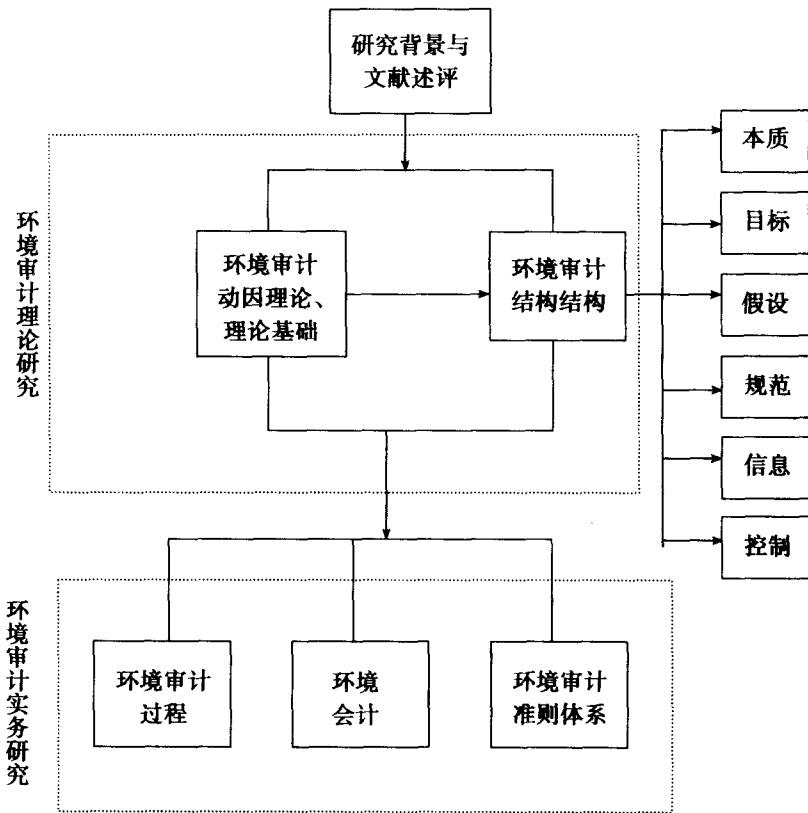 研究背景与
文献述评
环境审计理论研究
环境审计
动因理论、
理论基础
环境审计
结构结构
本质
目标
假设
规范
信息
控制
环境审计实务研究
环境审计
过程
环境
会计
环境审计
准则体系